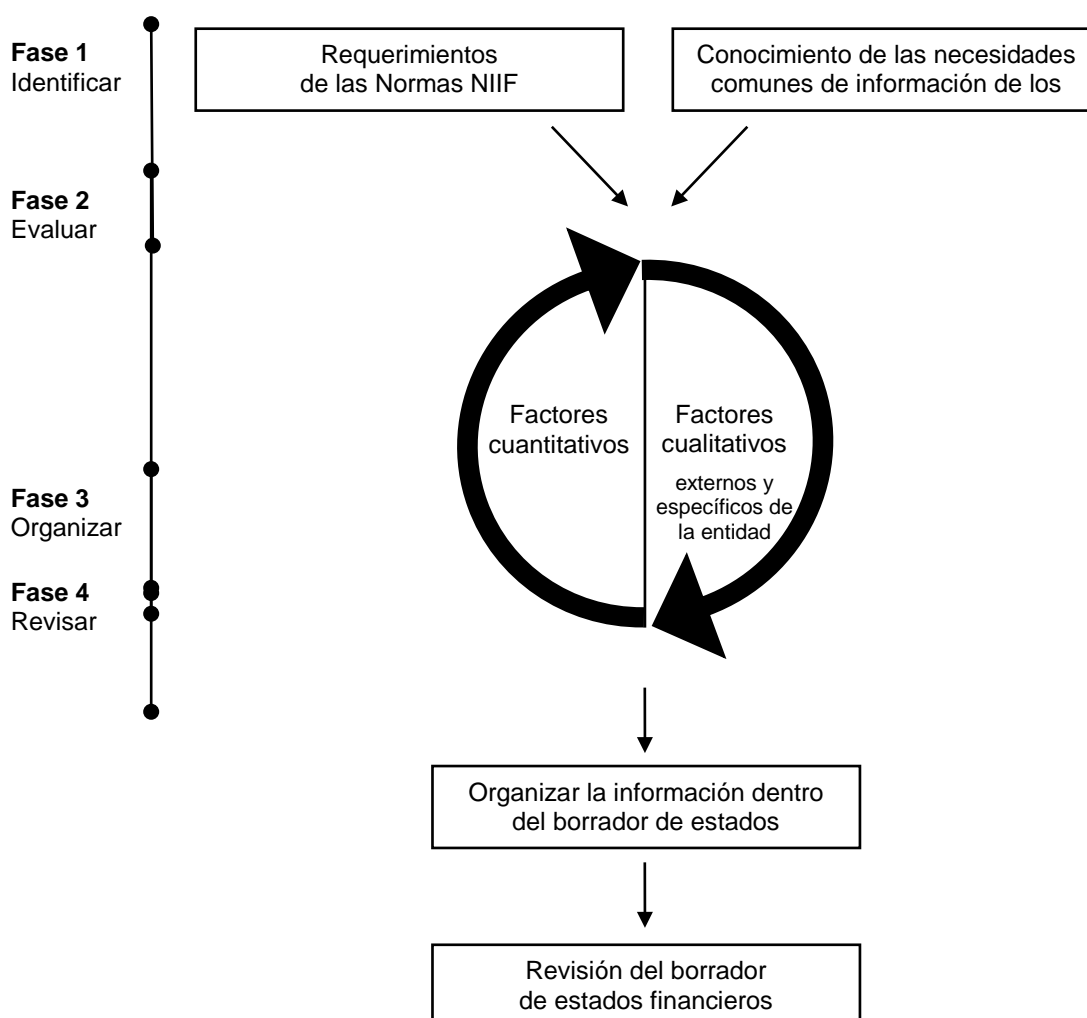 Fase 1
Identificar
Requerimientos
de las Normas NIIF
Conocimiento de las necesidades
comunes de información de los
Fase 2
Evaluar
Factores
cuantitativos
Factores
cualitativos
externos y
específicos de
la entidad
Fase 3
Organizar
Fase 4
Revisar
Organizar la información dentro
del borrador de estados
Revisión del borrador
de estados financieros